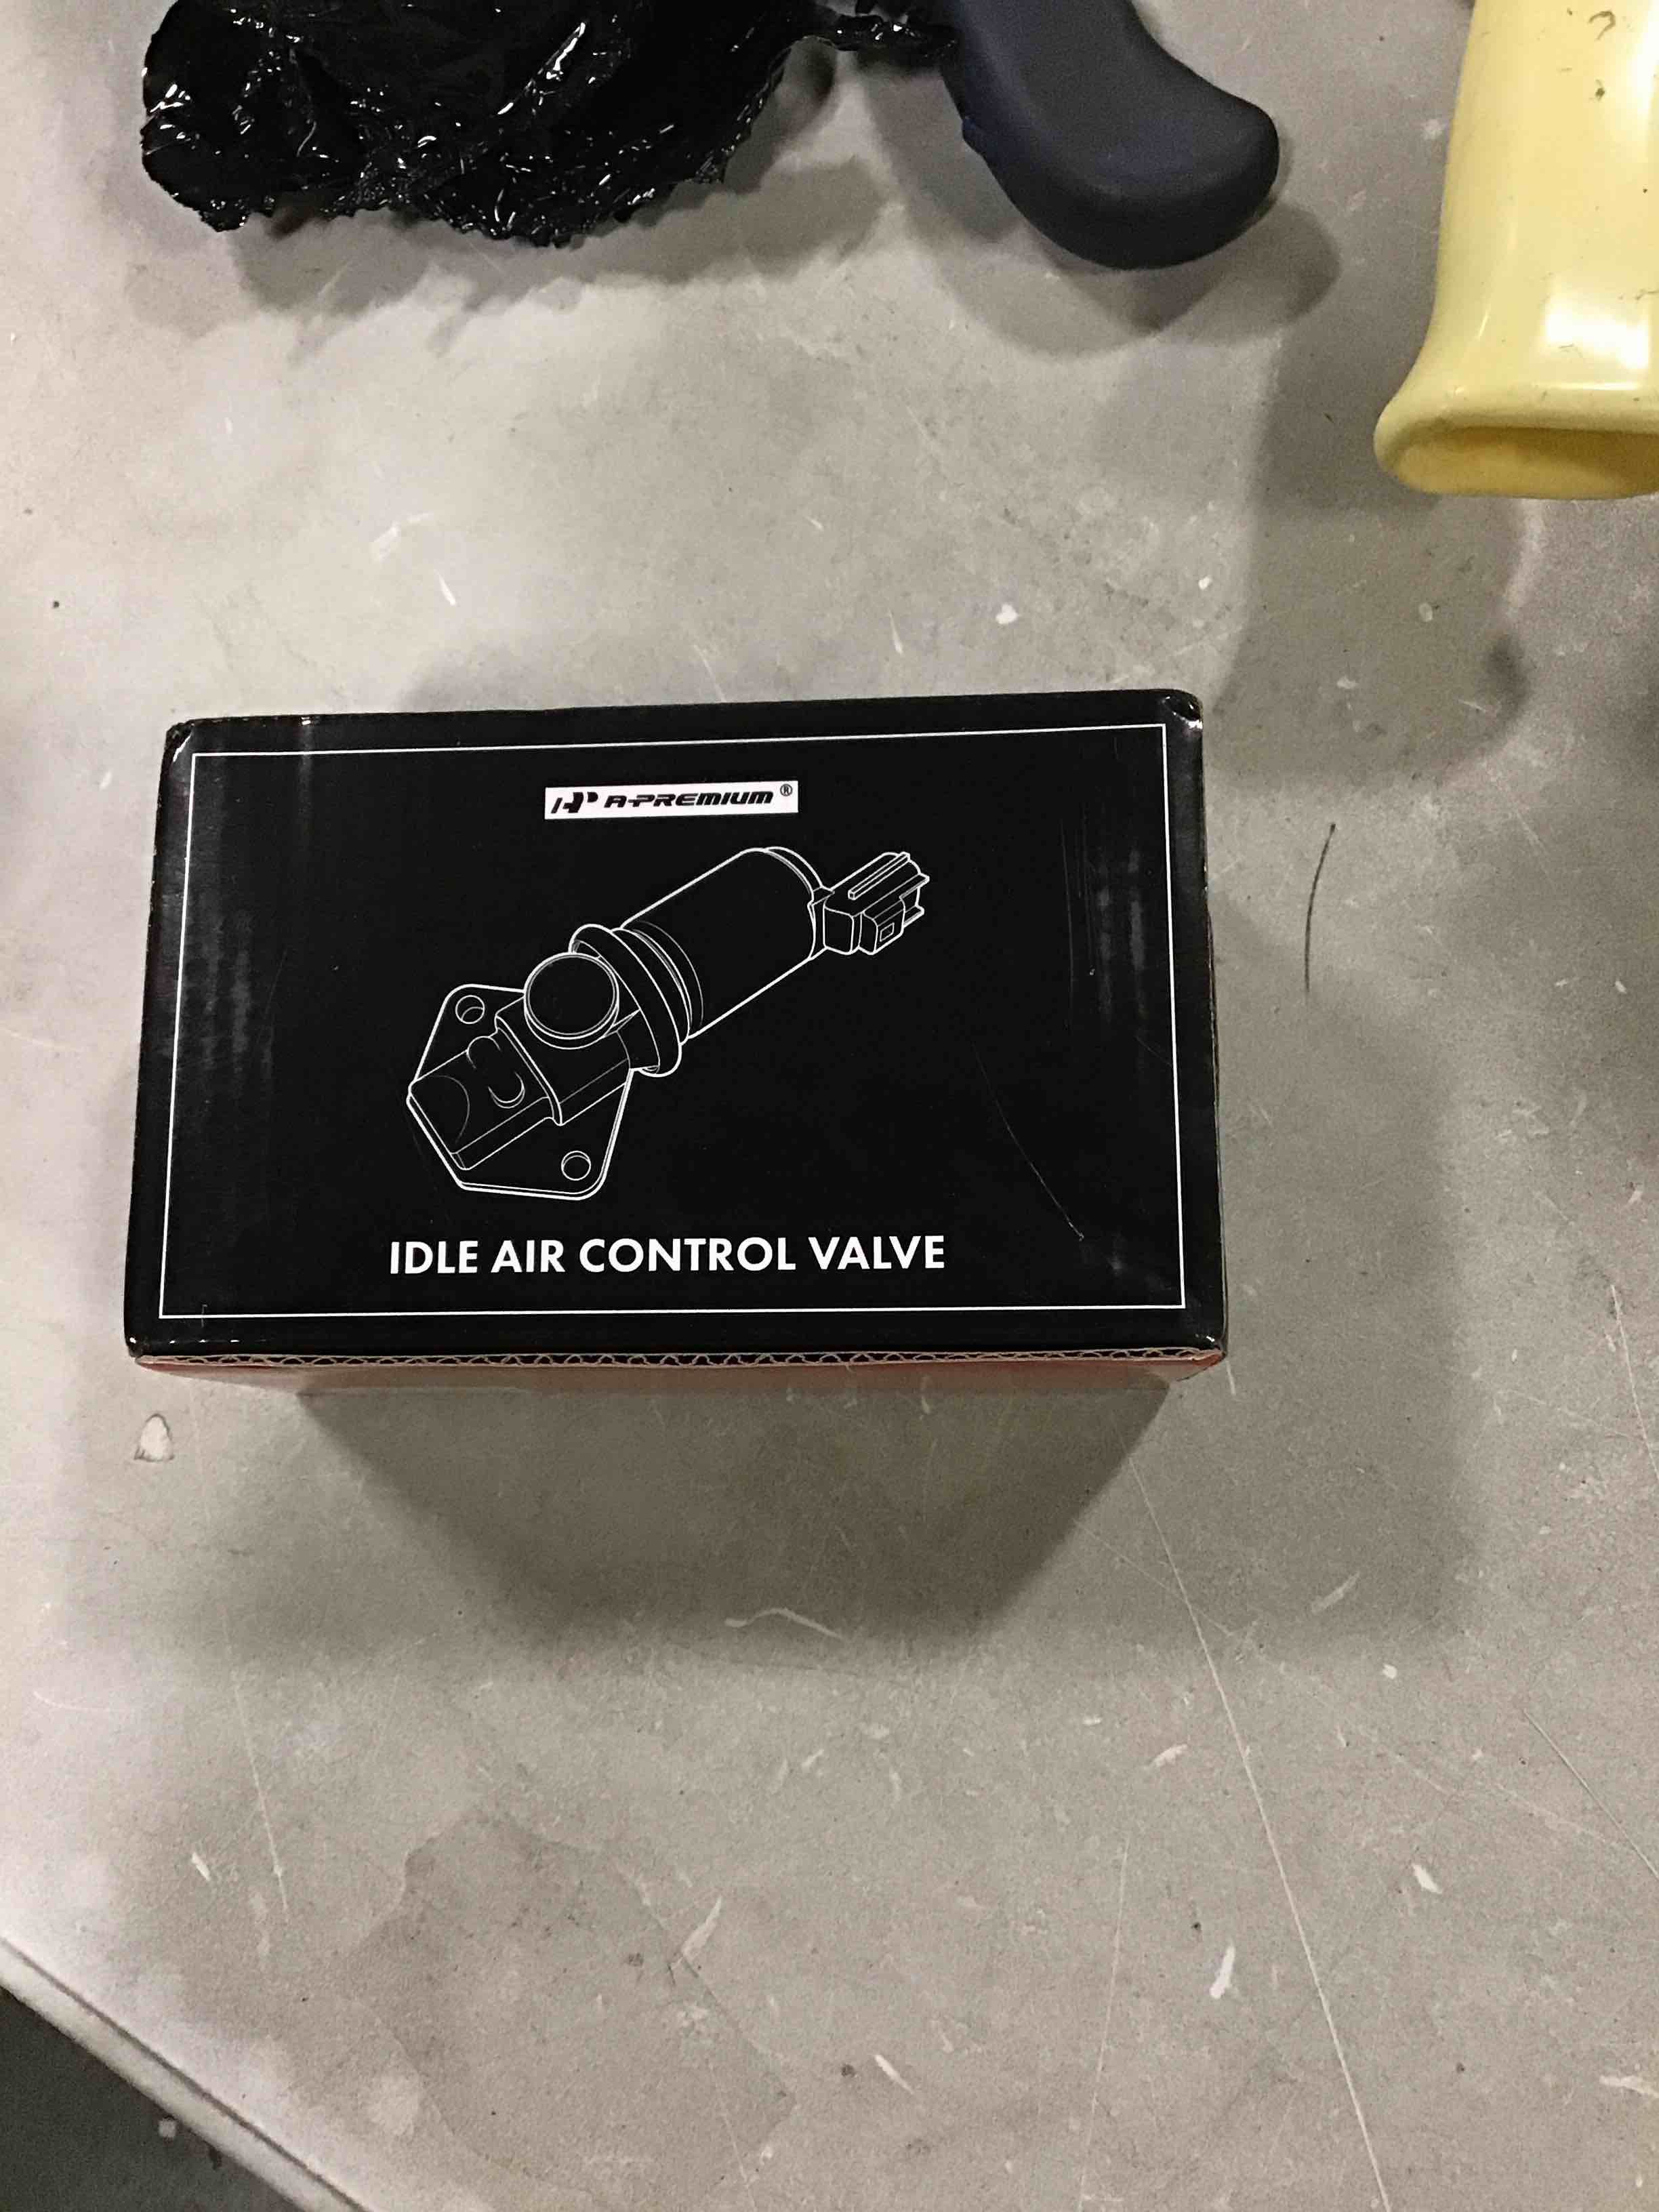 A-PREMIUM®
IDLE AIR CONTROL VALVE